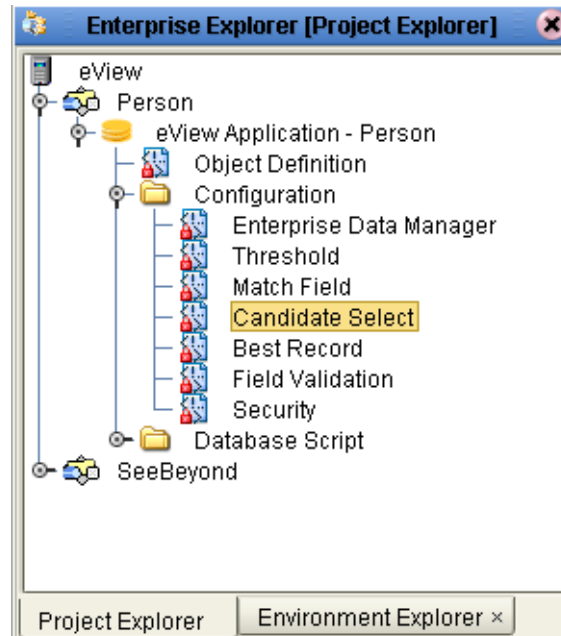 Enterprise Explorer [Project Explorer]
eView
Person
eView Application - Person
Object Definition
Configuration
Enterprise Data Manager
Threshold
Match Field
Candidate Select
Best Record
Field Validation
Security
Database Script
SeeBeyond
Project Explorer Environment Explorer ×